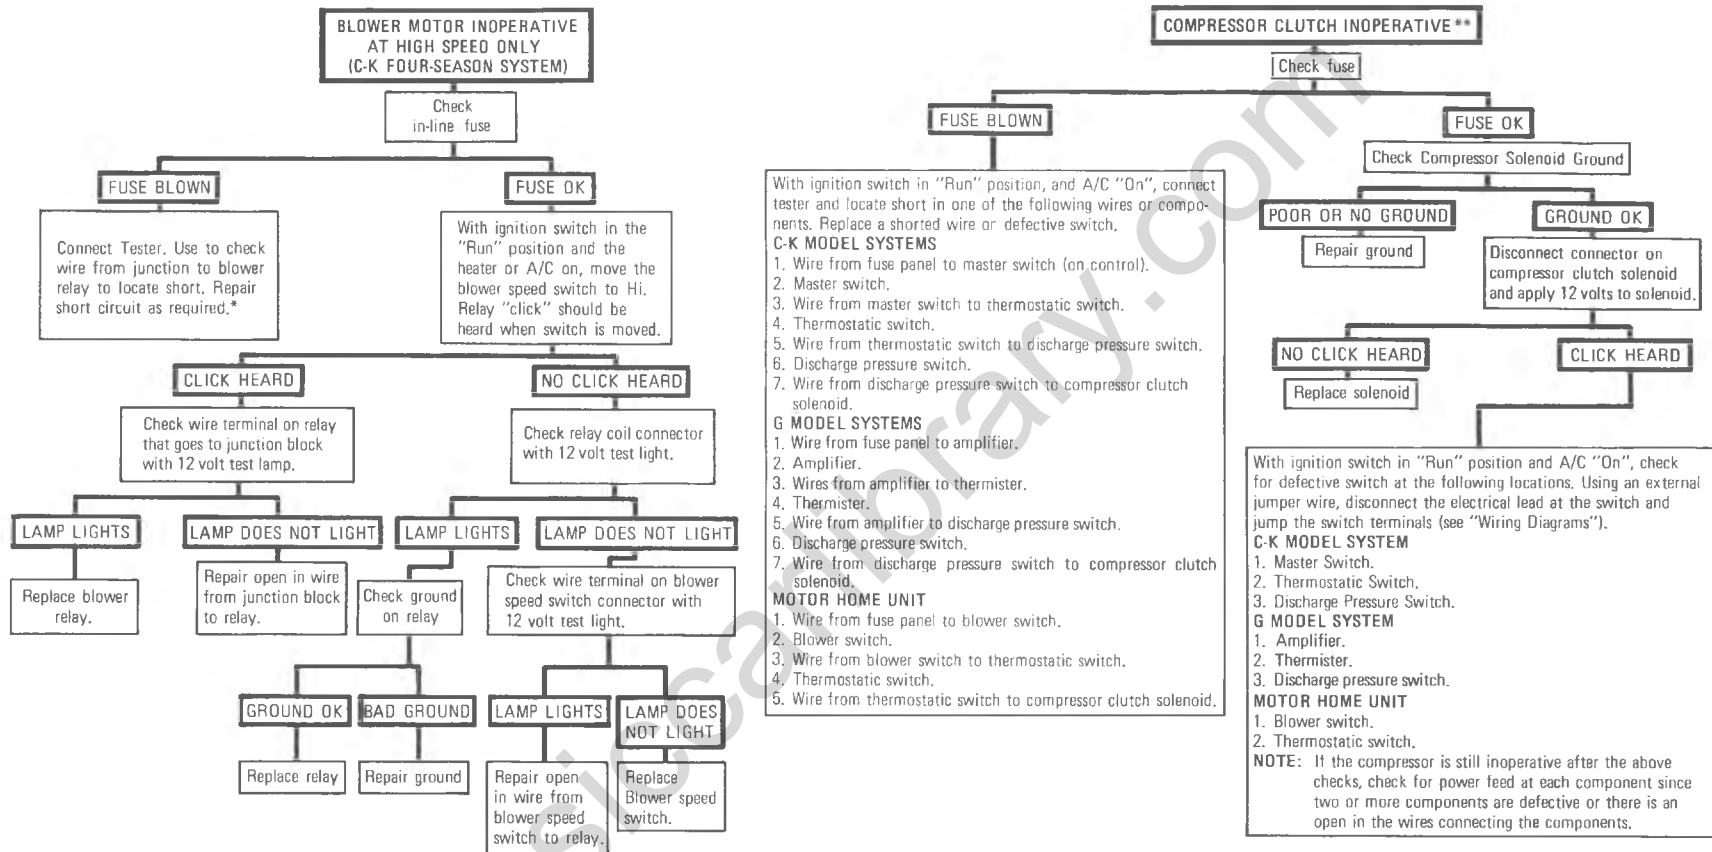 BLOWER MOTOR INOPERATIVE
AT HIGH SPEED ONLY
(C-K FOUR-SEASON SYSTEM)
Check
in-line fuse
FUSE BLOWN
FUSE OK
Connect Tester. Use to check
wire from junction to blower
relay to locate short. Repair
short circuit as required.*
With ignition switch in the
"Run" position and the
heater or A/C on, move the
blower speed switch to Hi.
Relay "click" should be
heard when switch is moved.
CLICK HEARD
NO CLICK HEARD
Check wire terminal on relay
that goes to junction block
with 12 volt test lamp.
Check relay coil connector
with 12 volt test light.
LAMP LIGHTS
LAMP DOES NOT LIGHT
LAMP LIGHTS
LAMP DOES NOT LIGHT
Replace blower
relay.
Repair open in wire
from junction block
to relay.
Check ground
on relay
Check wire terminal on blower
speed switch connector with
12 volt test light.
GROUND OK
BAD GROUND
LAMP LIGHTS
LAMP DOES
NOT LIGHT
Replace relay
Repair ground
Repair open
in wire from
blower speed
switch to relay.
Replace
Blower speed
switch.
COMPRESSOR CLUTCH INOPERATIVE**
Check fuse
FUSE BLOWN
FUSE OK
With ignition switch in "Run" position, and A/C "On", connect
tester and locate short in one of the following wires or compo-
nents. Replace a shorted wire or defective switch.
C-K MODEL SYSTEMS
1. Wire from fuse panel to master switch (on control).
2. Master switch.
3. Wire from master switch to thermostatic switch.
4. Thermostatic switch.
5. Wire from thermostatic switch to discharge pressure switch.
6. Discharge pressure switch.
7. Wire from discharge pressure switch to compressor clutch
solenoid.
G MODEL SYSTEMS
1. Wire from fuse panel to amplifier.
2. Amplifier.
3. Wires from amplifier to thermister.
4. Thermister.
5. Wire from amplifier to discharge pressure switch.
6. Discharge pressure switch.
7. Wire from discharge pressure switch to compressor clutch
solenoid.
MOTOR HOME UNIT
1. Wire from fuse panel to blower switch.
2. Blower switch.
3. Wire from blower switch to thermostatic switch.
4. Thermostatic switch.
5. Wire from thermostatic switch to compressor clutch solenoid.
Check Compressor Solenoid Ground
POOR OR NO GROUND
GROUND OK
Repair ground
Disconnect connector on
compressor clutch solenoid
and apply 12 volts to solenoid.
NO CLICK HEARD
CLICK HEARD
Replace solenoid
With ignition switch in "Run" position and A/C "On", check
for defective switch at the following locations. Using an external
jumper wire, disconnect the electrical lead at the switch and
jump the switch terminals (see "Wiring Diagrams").
C-K MODEL SYSTEM
1. Master Switch.
2. Thermostatic Switch.
3. Discharge Pressure Switch.
G MODEL SYSTEM
1. Amplifier.
2. Thermister.
3. Discharge pressure switch.
MOTOR HOME UNIT
1. Blower switch.
2. Thermostatic switch.
NOTE: If the compressor is still inoperative after the above
checks, check for power feed at each component since
two or more components are defective or there is an
open in the wires connecting the components.
siccarlibrary.com